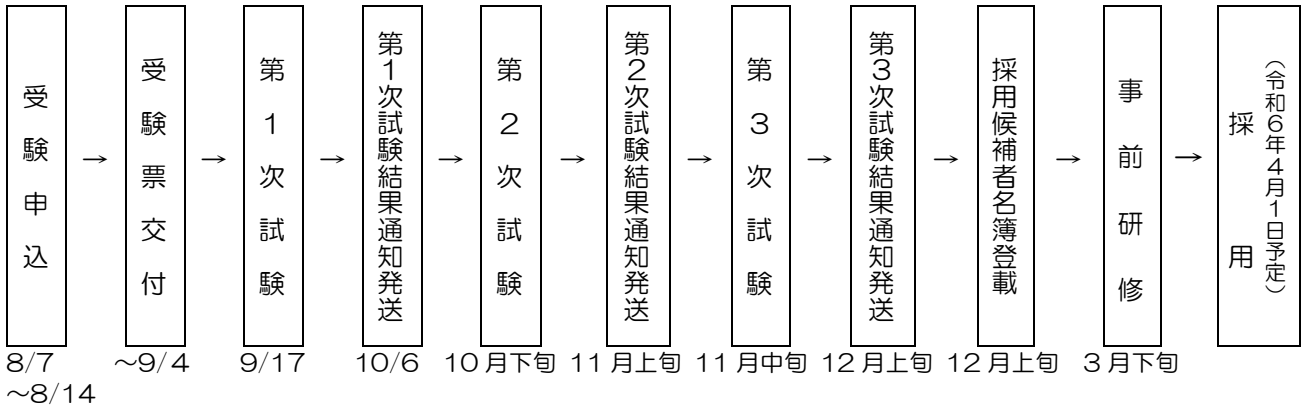 受験申込
→
受験票交付
→
第1次試験
→
第1次試験結果通知発送
→
第2次試験
→
第2次試験結果通知発送
→
第3次試験
→
第3次試験結果通知発送
→
採用候補者名簿登載
→
事前研修
→
採用
（令和6年4月1日予定）
8/7
～8/14
～9/4
9/17
10/6
10月下旬
11月上旬
11月中旬
12月上旬
12月上旬
3月下旬